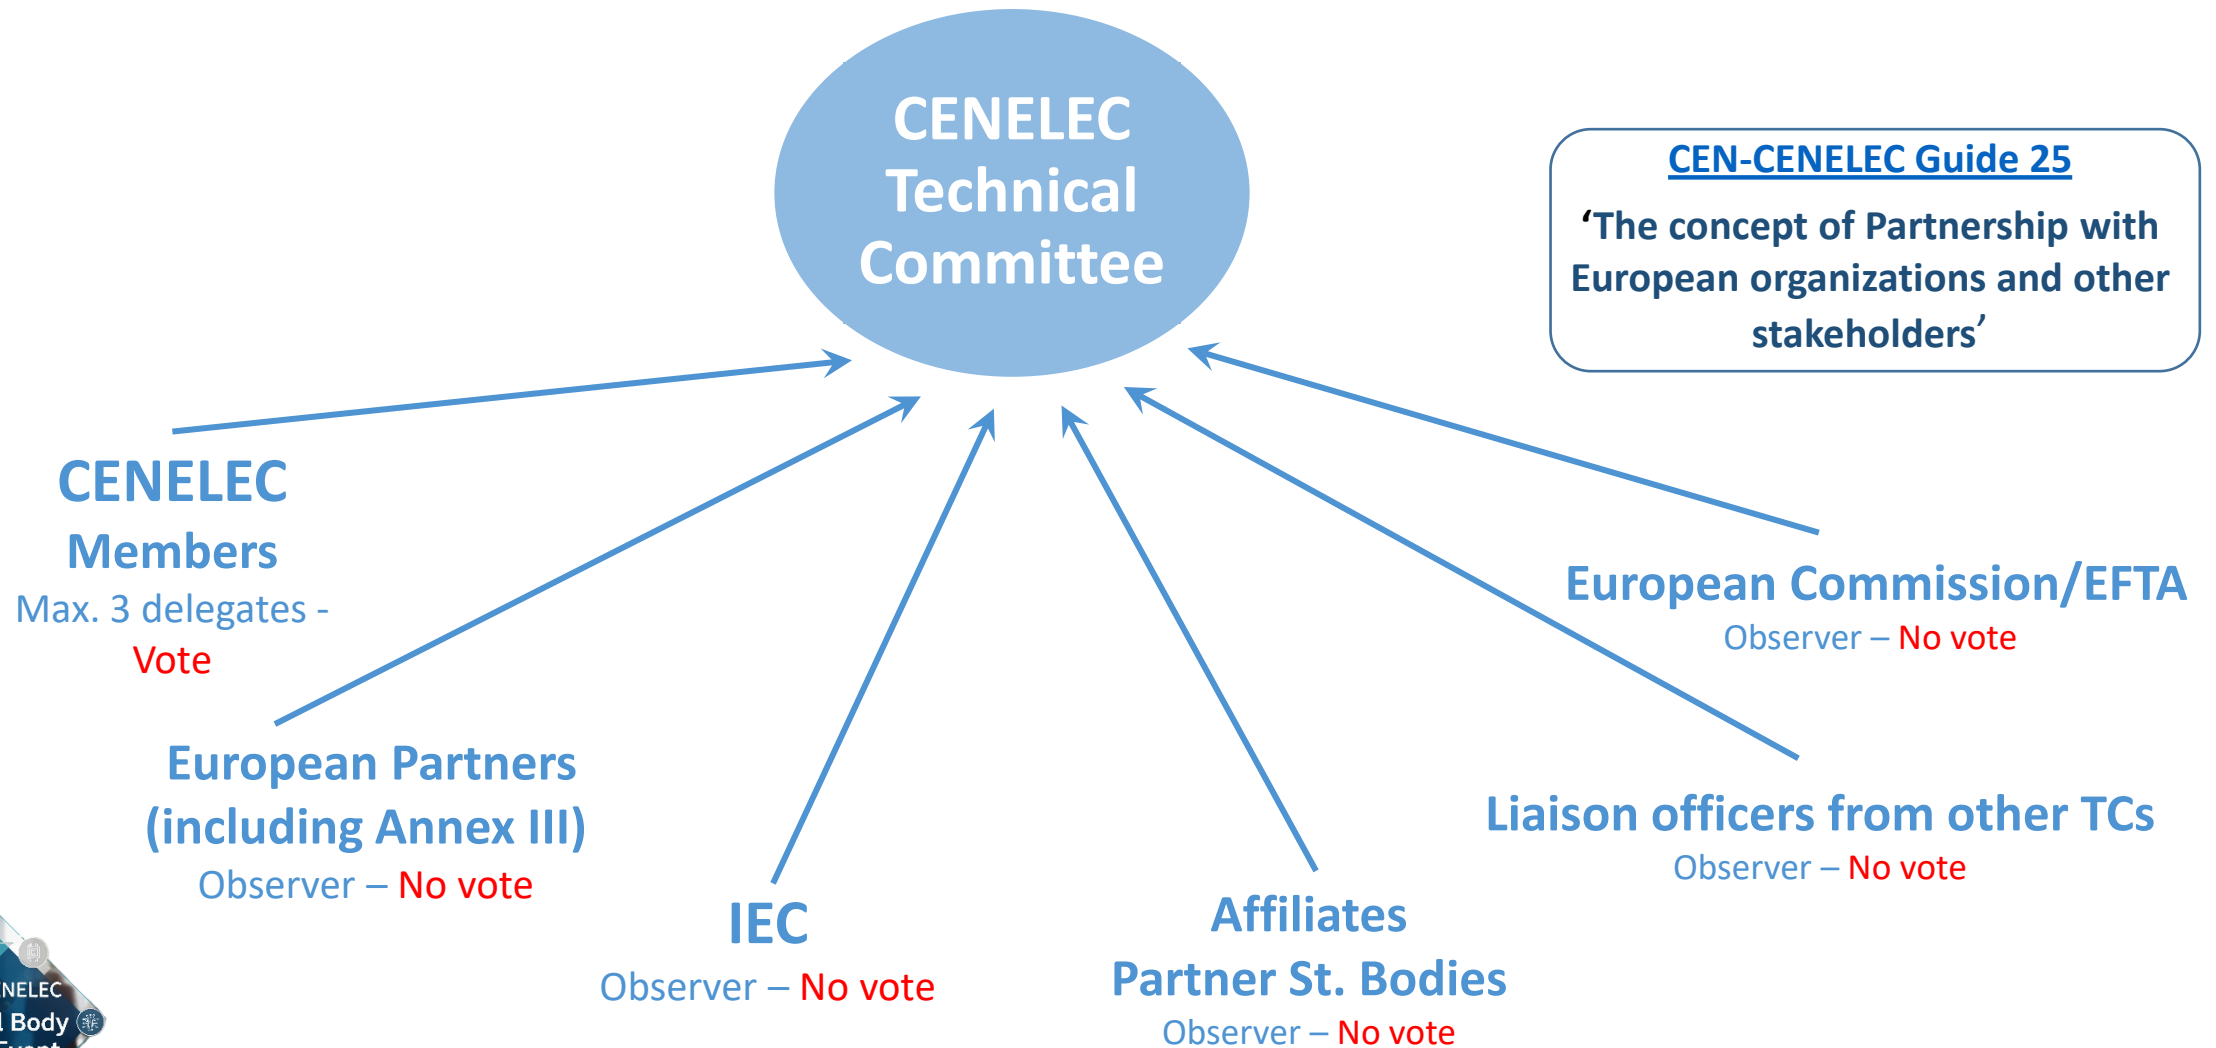 CENELEC
Technical
Committee
CEN-CENELEC Guide 25
‘The concept of Partnership with
European organizations and other
stakeholders’
CENELEC
Members
Max. 3 delegates -
Vote
European Partners
(including Annex III)
Observer – No vote
IEC
Observer – No vote
Affiliates
Partner St. Bodies
Observer – No vote
Liaison officers from other TCs
Observer – No vote
European Commission/EFTA
Observer – No vote
Body